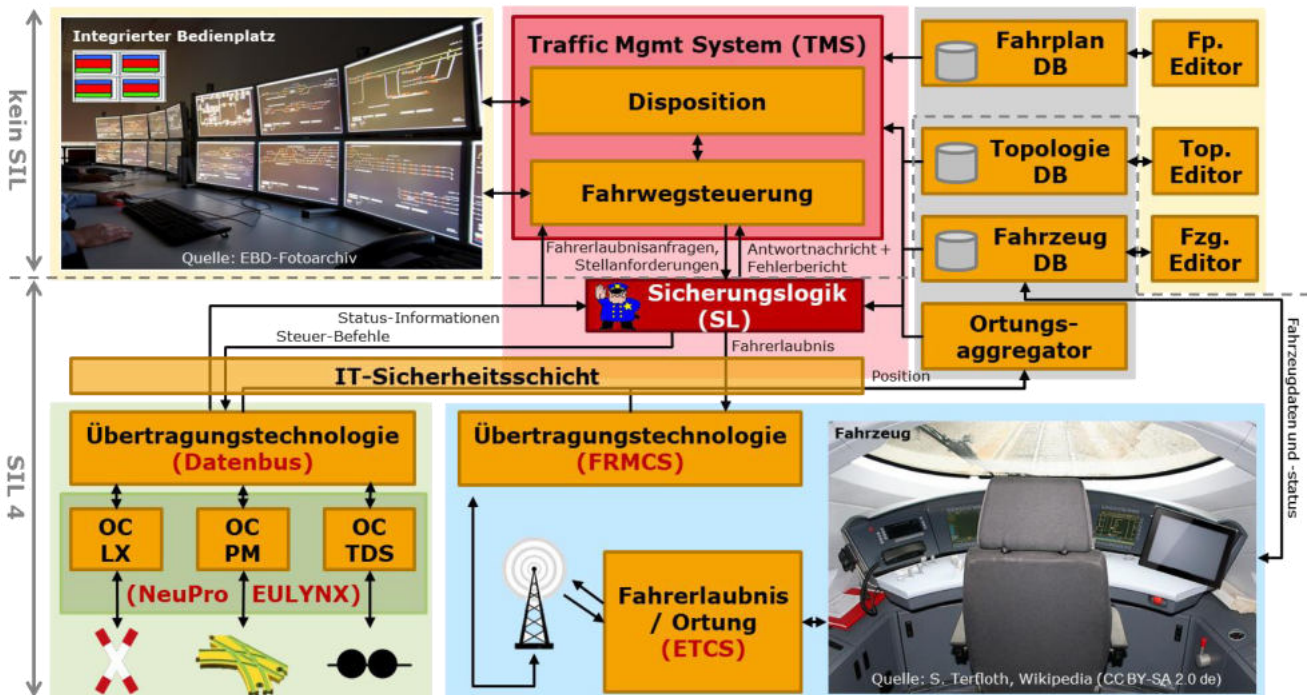 kein SIL
SIL 4
Integrierter Bedienplatz
Quelle: EBD-Fotoarchiv
Traffic Mgmt System (TMS)
Disposition
Fahrwegsteuerung
Fahrplan
DB
Fp.
Editor
Topologie
DB
Top.
Editor
Fahrzeug
DB
Fzg.
Editor
Fahrerlaubnisanfragen,
Stellanforderungen
Antwortnachricht +
Fehlerbericht
Sicherungslogik
(SL)
Ortungs-
aggregator
Status-Informationen
Steuer-Befehle
Fahrerlaubnis
IT-Sicherheitsschicht
Position
Fahrzeugdaten und -status
Übertragungstechnologie
(Datenbus)
OC
LX
OC
PM
OC
TDS
(NeuPro EULYNX)
Übertragungstechnologie
(FRMCS)
Fahrerlaubnis
/ Ortung
(ETCS)
Fahrzeug
Quelle: S. Terfloth, Wikipedia (CC BY-SA 2.0 de)